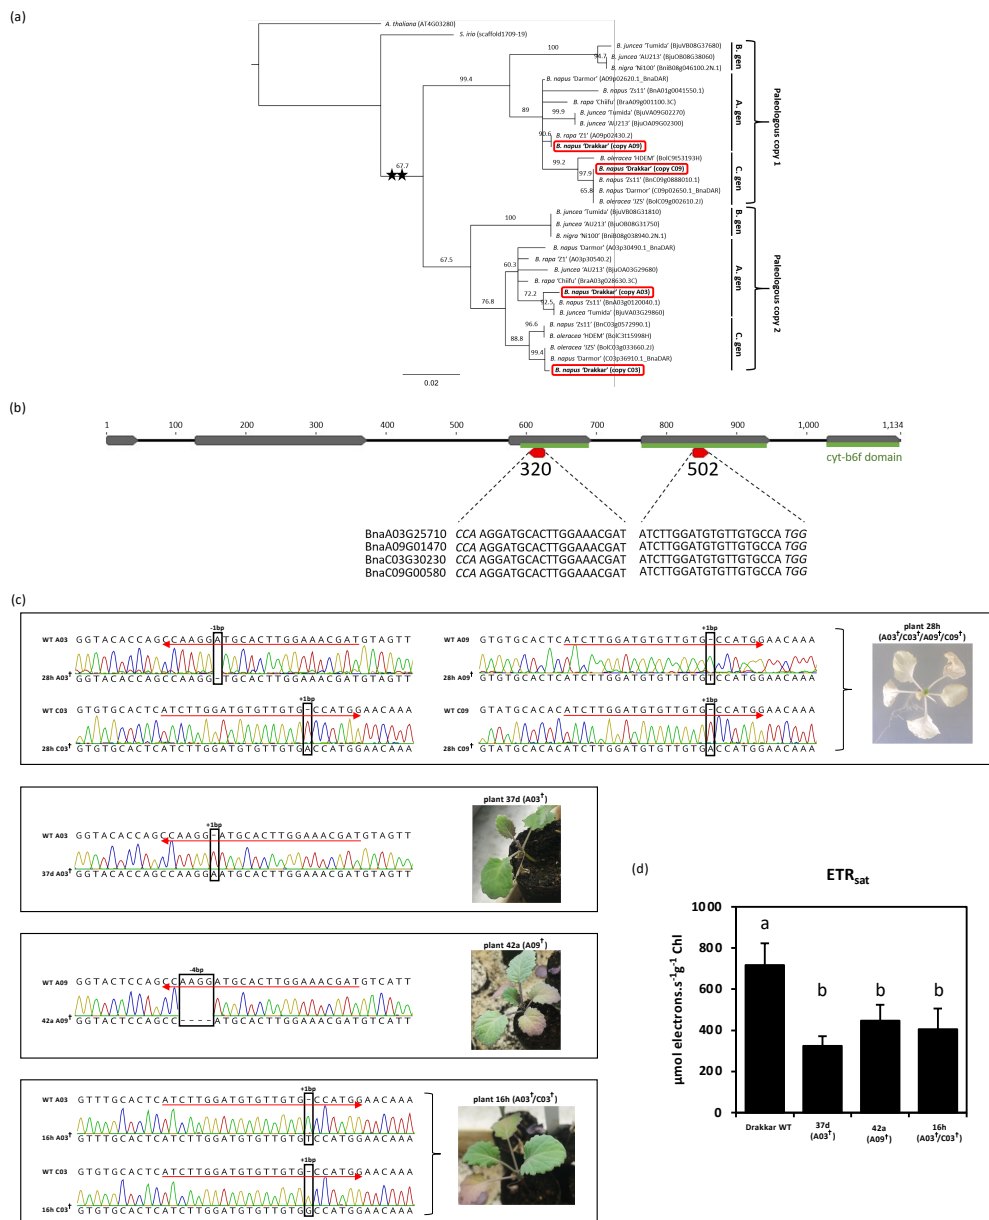 (a)
A. thaliana (AT4G03280)
S. irio (scaffold1709-19)
B. juncea 'Tumida' (BjuVB08G37680)
100
B. juncea 'AU213' (BjuOB08G38060)
94.7
B. nigra 'Ni100' (BniB08g046100.2N.1)
99.4
B. napus 'Darmor' (A09p02620.1_BnaDAR)
B. napus 'Zs11' (BnA01g0041550.1)
B. rapa 'Chiifu' (BraA09g001100.3C)
99.9
B. juncea 'Tumida' (BjuVA09G02270)
89
B. juncea 'AU213' (BjuOA09G02300)
90.6
B. rapa 'Z1' (A09p02430.2)
B. napus 'Drakkar' (copy A09)
99.2
B. oleracea 'HDEM' (BolC9t53193H)
67.7
B. napus 'Drakkar' (copy C09)
97.9
B. napus 'Zs11' (BnC09g0888010.1)
65.8
B. napus 'Darmor' (C09p02650.1_BnaDAR)
B. oleracea 'JZS' (BolC09g002610.2J)
B. juncea 'Tumida' (BjuVB08G31810)
100
B. juncea 'AU213' (BjuOB08G31750)
B. nigra 'Ni100' (BniB08g038940.2N.1)
B. napus 'Darmor' (A03p30490.1_BnaDAR)
67.5
60.3
B. rapa 'Z1' (A03p30540.2)
B. juncea 'AU213' (BjuOA03G29680)
B. rapa 'Chiifu' (BraA03g028630.3C)
72.2
B. napus 'Drakkar' (copy A03)
76.8
92.5
B. napus 'Zs11' (BnA03g0120040.1)
B. juncea 'Tumida' (BjuVA03G29860)
96.6
B. napus 'Zs11' (BnC03g0572990.1)
88.8
B. oleracea 'HDEM' (BolC3t15998H)
B. oleracea 'JZS' (BolC03g033660.2J)
99.4
B. napus 'Darmor' (C03p36910.1_BnaDAR)
B. napus 'Drakkar' (copy C03)
0.02
B. gen
A. gen
C. gen
B. gen
A. gen
C. gen
Paleologous copy 1
Paleologous copy 2
(b)
1 100 200 300 400 500 600 700 800 900 1,000 1,134
cyt-b6f domain
320 502
BnaA03G25710 CCA AGGATGCACTTGGAAACGAT ATCTTGGATGTGTTGTGCCA TGG
BnaA09G01470 CCA AGGATGCACTTGGAAACGAT ATCTTGGATGTGTTGTGCCA TGG
BnaC03G30230 CCA AGGATGCACTTGGAAACGAT ATCTTGGATGTGTTGTGCCA TGG
BnaC09G00580 CCA AGGATGCACTTGGAAACGAT ATCTTGGATGTGTTGTGCCA TGG
(c)
-1bp
WT A03 GGTACACCAGCCAAGGATGCACTTGGAAACGATGTAGTT
28h A03† GGTACACCAGCCAAGG-TGCACTTGGAAACGATGTAGTT
+1bp
WT A09 GTGTGCACTCATCTTGGATGTGTTGTG-CCATGGAACAAA
28h A09† GTGTGCACTCATCTTGGATGTGTTGTGTCCATGGAACAAA
+1bp
WT C03 GTGTGCACTCATCTTGGATGTGTTGTG-CCATGGAACAAA
28h C03† GTGTGCACTCATCTTGGATGTGTTGTGACCATGGAACAAA
+1bp
WT C09 GTATGCACACATCTTGGATGTGTTGTG-CCATGGAACAAA
28h C09† GTATGCACACATCTTGGATGTGTTGTGACCATGGAACAAA
plant 28h
(A03†/C03†/A09†/C09†)
+1bp
WT A03 GGTACACCAGCCAAGG-ATGCACTTGGAAACGATGTAGTT
37d A03† GGTACACCAGCCAAGGAATGCACTTGGAAACGATGTAGTT
plant 37d (A03†)
-4bp
WT A09 GGTACTCCAGCCAAGGATGCACTTGGAAACGATGTCATT
42a A09† GGTACTCCAGCC----ATGCACTTGGAAACGATGTCATT
plant 42a (A09†)
+1bp
WT A03 GTTTGCACTCATCTTGGATGTGTTGTG-CCATGGAACAAA
16h A03† GTTTGCACTCATCTTGGATGTGTTGTGTCCATGGAACAAA
+1bp
WT C03 GTGTGCACTCATCTTGGATGTGTTGTG-CCATGGAACAAA
16h C03† GTGTGCACTCATCTTGGATGTGTTGTGGCCATGGAACAAA
plant 16h (A03†/C03†)
(d)
ETRsat
µmol electrons.s-1g-1 Chl
1000
800
600
400
200
0
a
b
b
b
Drakkar WT
37d
(A03†)
42a
(A09†)
16h
(A03†/C03†)